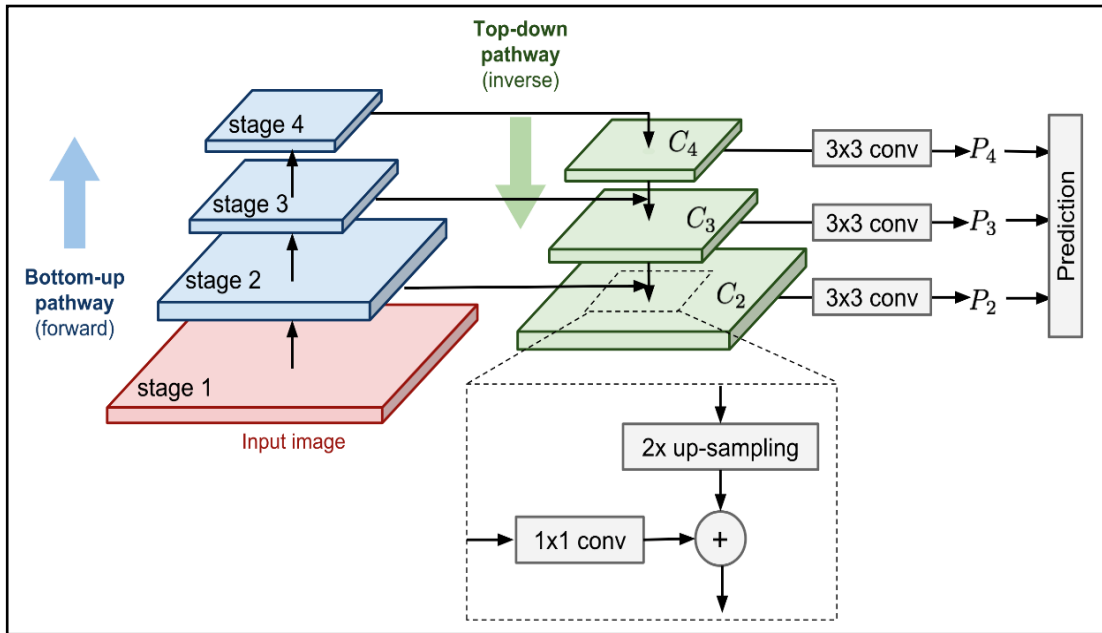 Top-down
pathway
(inverse)
stage 4
C₄
3x3 conv
P₄
stage 3
C₃
3x3 conv
P₃
Prediction
Bottom-up
pathway
(forward)
stage 2
C₂
3x3 conv
P₂
stage 1
Input image
2x up-sampling
1x1 conv
+